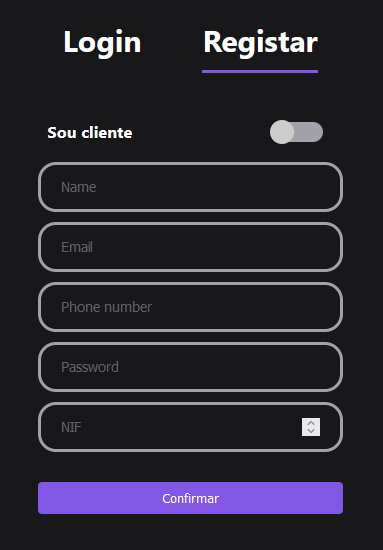 Login Registar
Sou cliente
Name
Email
Phone number
Password
NIF
Confirmar